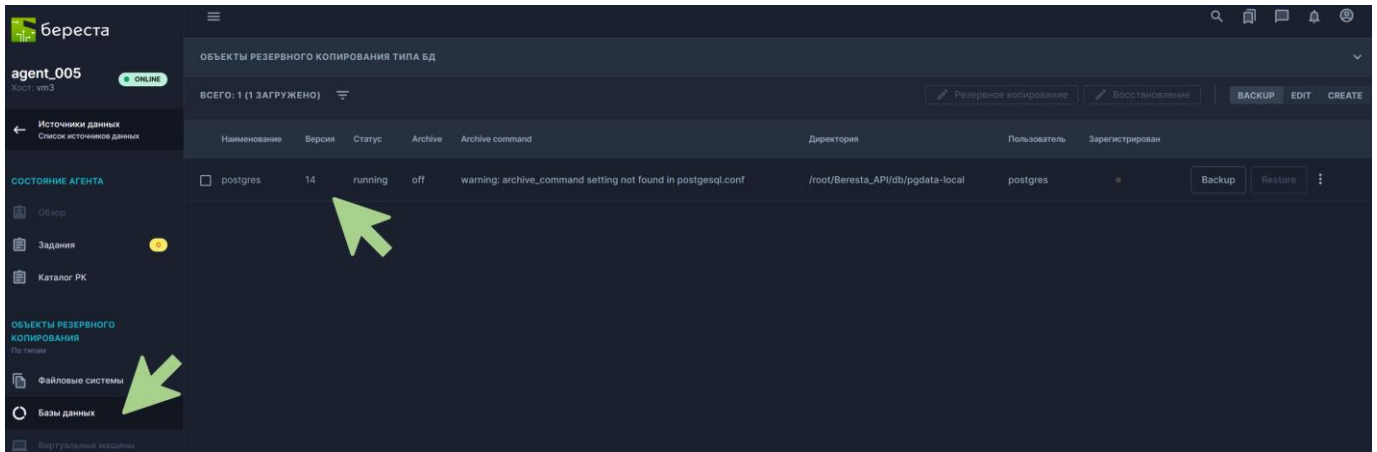 береста
agent_005
ONLINE
Хост: vm3
Источники данных
Список источников данных
СОСТОЯНИЕ АГЕНТА
Обзор
Задания
0
Каталог РК
ОБЪЕКТЫ РЕЗЕРВНОГО
КОПИРОВАНИЯ
По типам
Файловые системы
Базы данных
Виртуальные машины
ОБЪЕКТЫ РЕЗЕРВНОГО КОПИРОВАНИЯ ТИПА БД
ВСЕГО: 1 (1 ЗАГРУЖЕНО)
Резервное копирование
Восстановление
BACKUP EDIT CREATE
Наименование Версия Статус Archive Archive command Директория Пользователь Зарегистрирован
postgres 14 running off warning: archive_command setting not found in postgesql.conf /root/Beresta_API/db/pgdata-local postgres Backup Restore